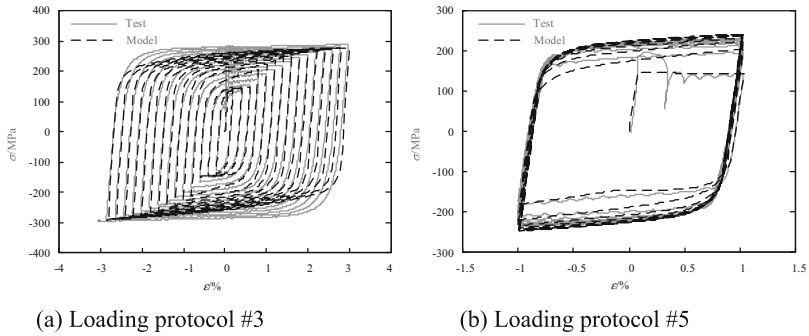 400
300
200
100
0
-100
-200
-300
-400
σ/MPa
Test
Model
-4 -3 -2 -1 0 1 2 3 4
ε/%
(a) Loading protocol #3
300
200
100
0
-100
-200
-300
σ/MPa
Test
Model
-1.5 -1 -0.5 0 0.5 1 1.5
ε/%
(b) Loading protocol #5